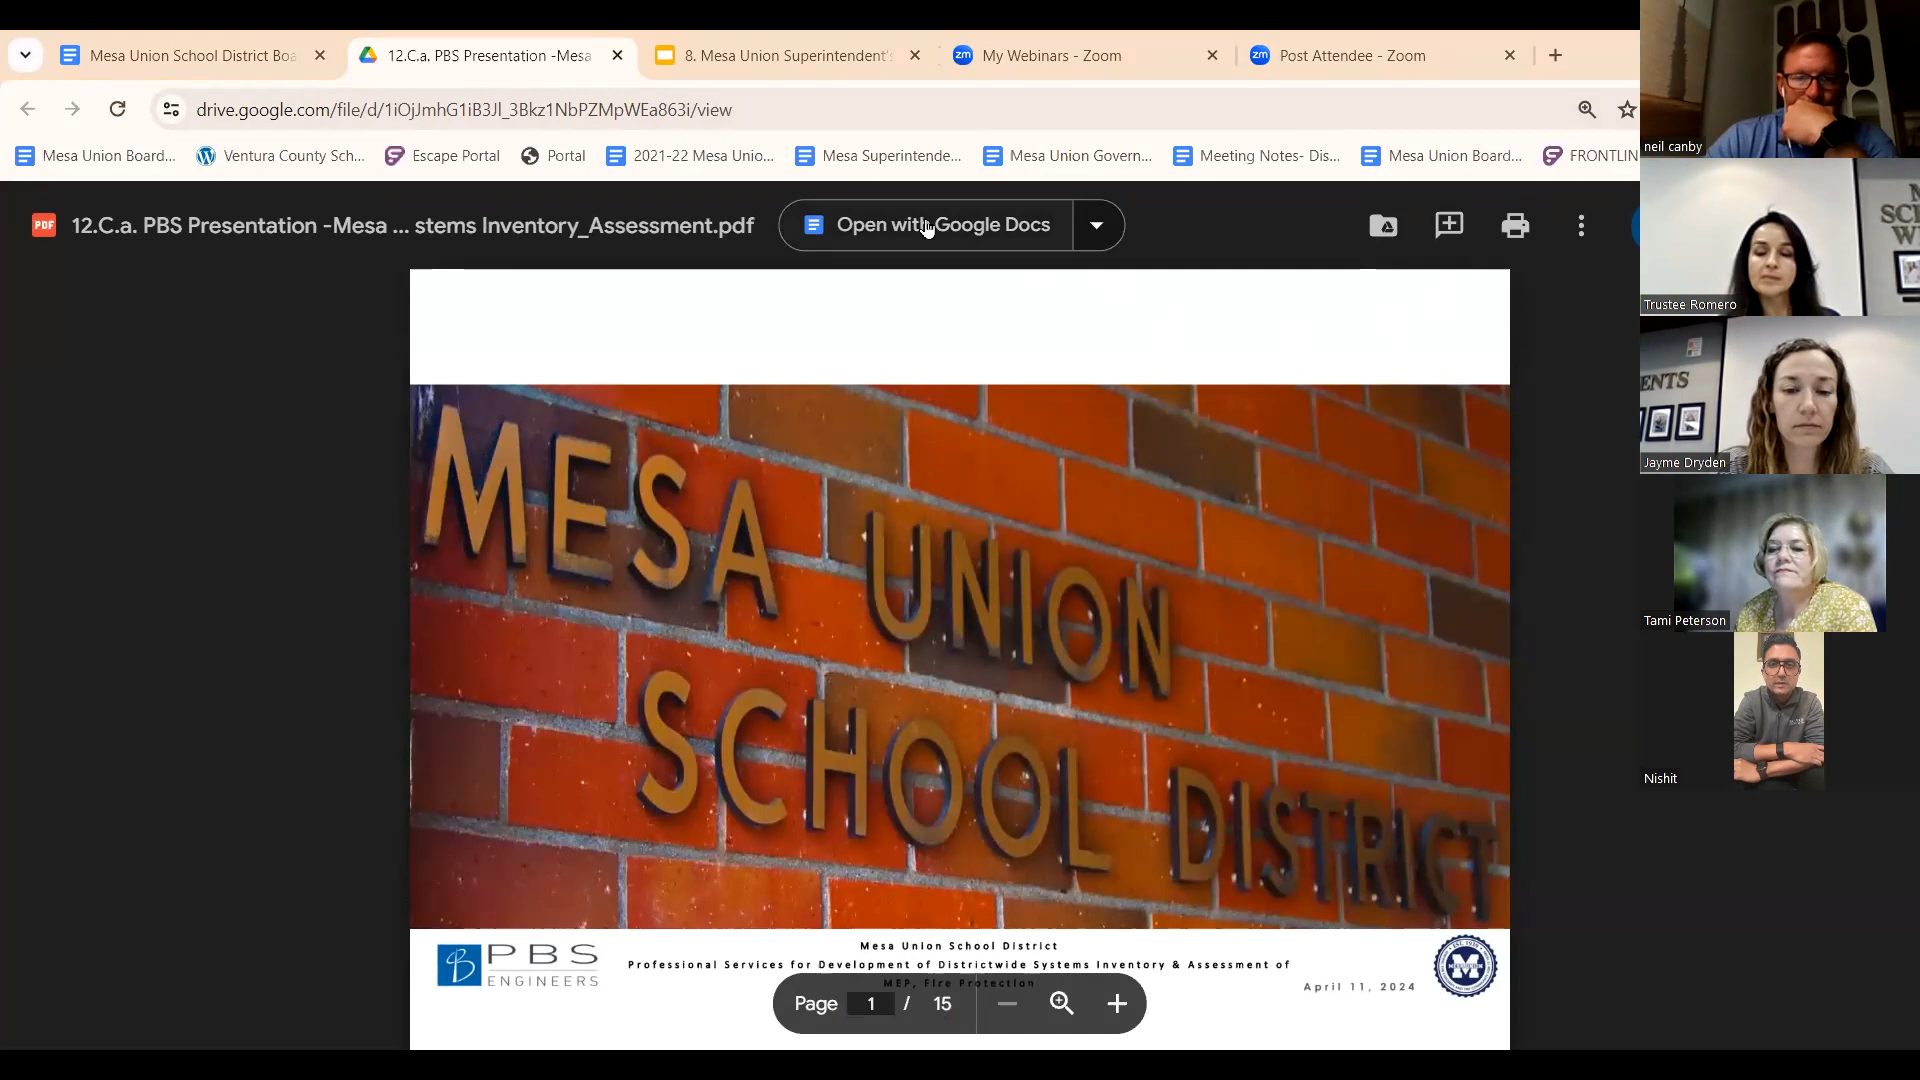 Mesa Union School District Boa
12.C.a. PBS Presentation -Mesa
8. Mesa Union Superintendent's
zm My Webinars - Zoom
zm Post Attendee - Zoom
drive.google.com/file/d/1iOjJmhG1iB3Jl_3Bkz1NbPZMpWEa863i/view
Mesa Union Board...
Ventura County Sch...
Escape Portal
Portal
2021-22 Mesa Unio...
Mesa Superintende...
Mesa Union Govern...
Meeting Notes- Dis...
Mesa Union Board...
FRONTLIN
PDF 12.C.a. PBS Presentation -Mesa ... stems Inventory_Assessment.pdf
Open with Google Docs
MESA UNION
SCHOOL DISTRICT
PBS
ENGINEERS
Mesa Union School District
Professional Services for Development of Districtwide Systems Inventory & Assessment of
MEP, Fire Protection
April 11, 2024
Page 1 / 15
neil canby
Trustee Romero
ENTS
Jayme Dryden
Tami Peterson
Nishit